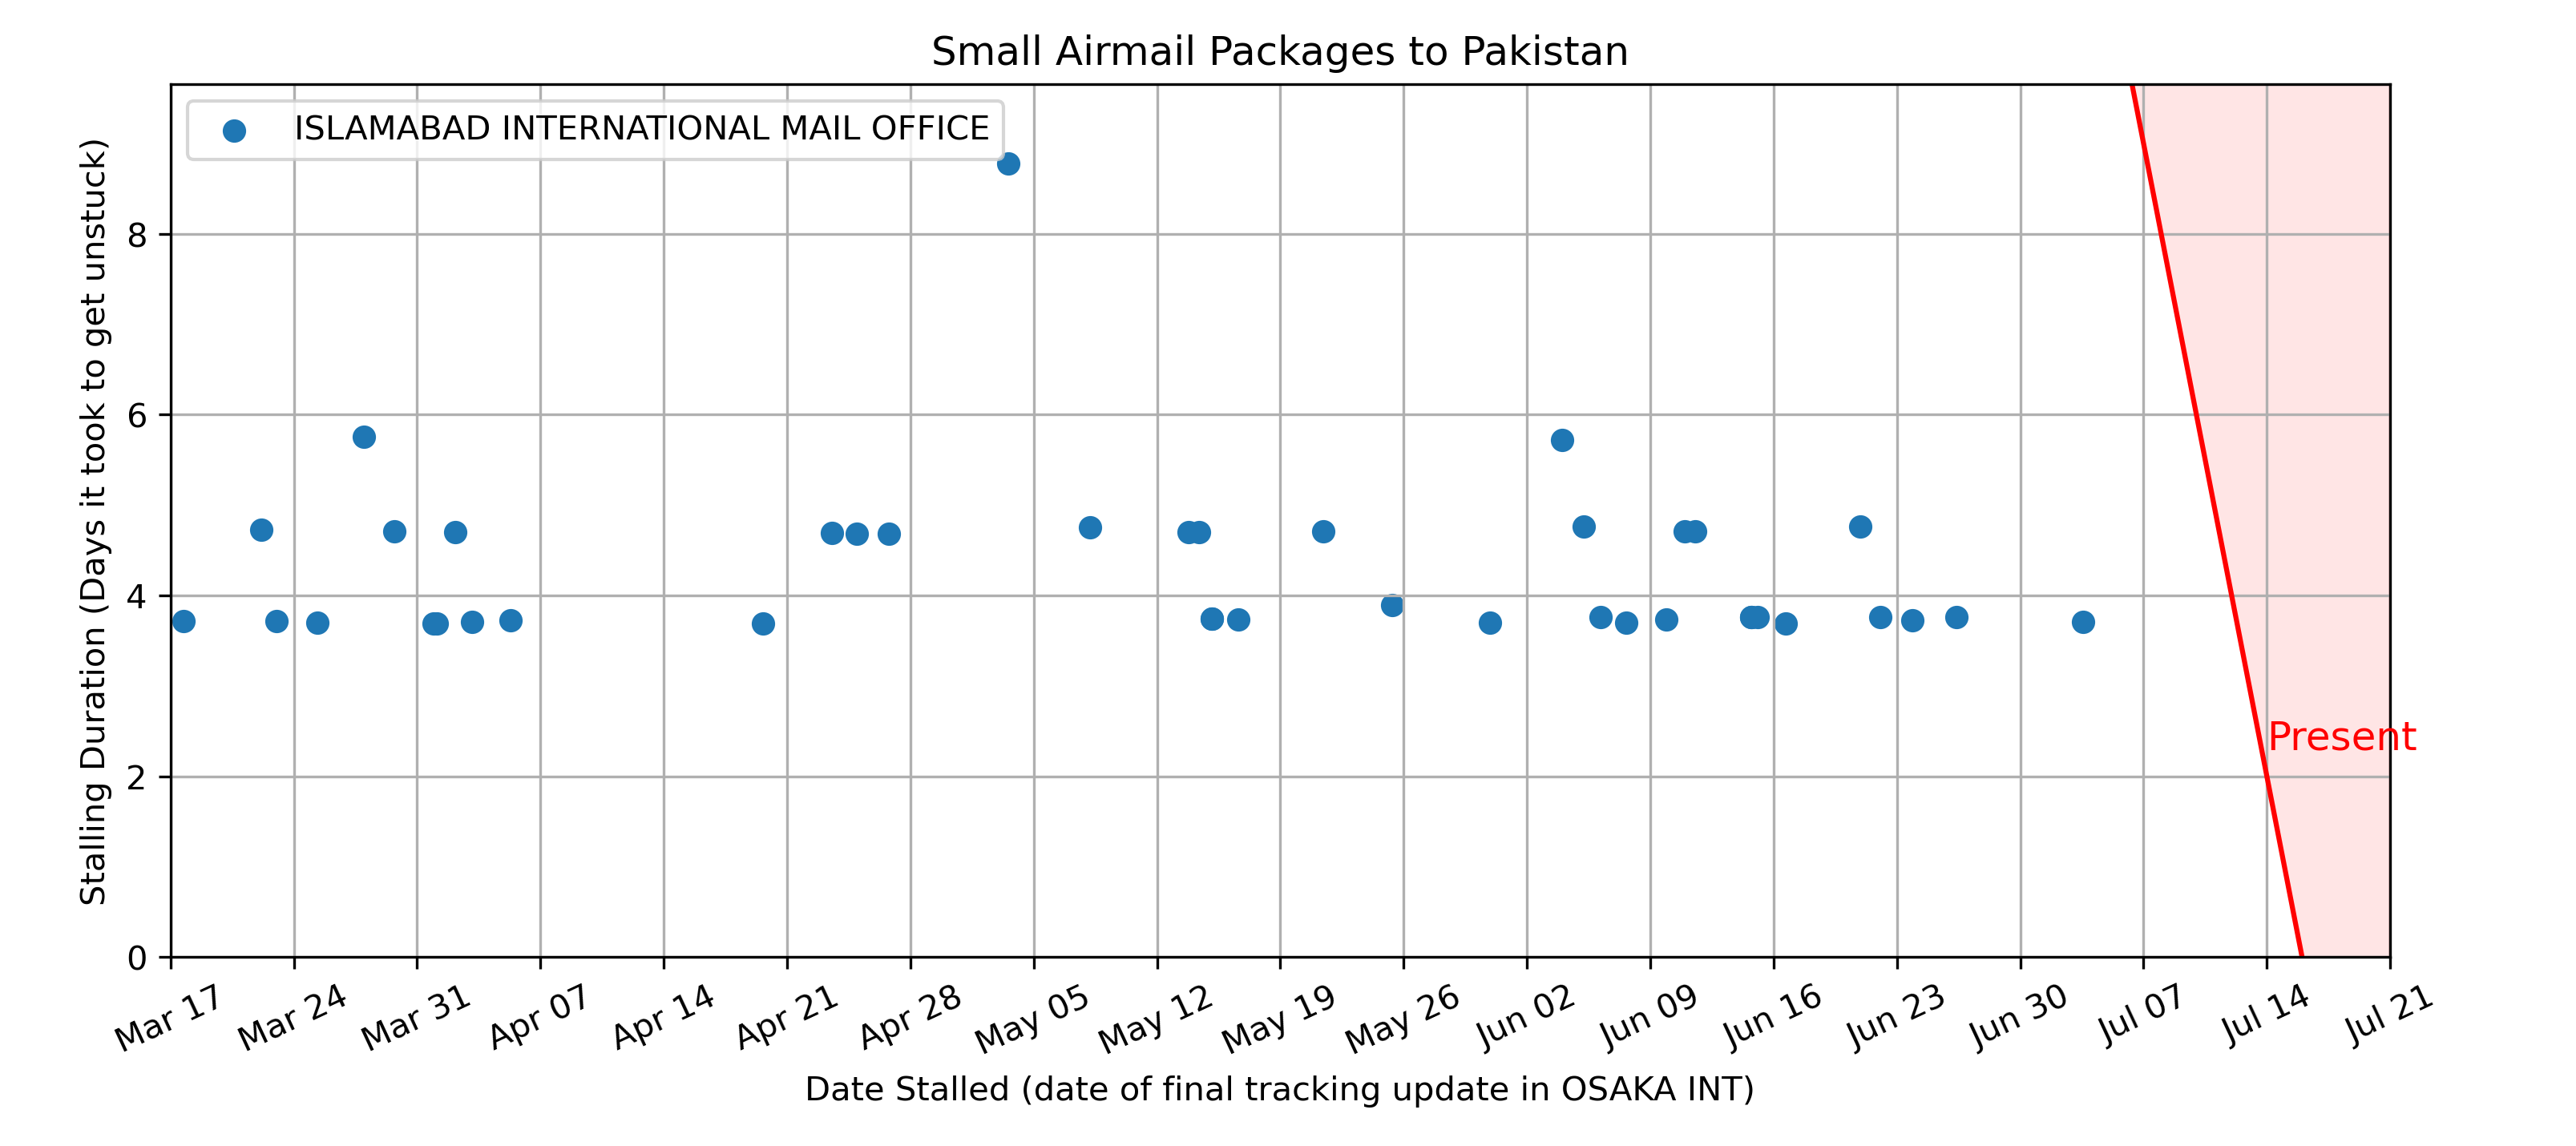 Small Airmail Packages to Pakistan
ISLAMABAD INTERNATIONAL MAIL OFFICE
Stalling Duration (Days it took to get unstuck)
8
6
4
2
0
Present
Mar 17
Mar 24
Mar 31
Apr 07
Apr 14
Apr 21
Apr 28
May 05
May 12
May 19
May 26
Jun 02
Jun 09
Jun 16
Jun 23
Jun 30
Jul 07
Jul 14
Jul 21
Date Stalled (date of final tracking update in OSAKA INT)